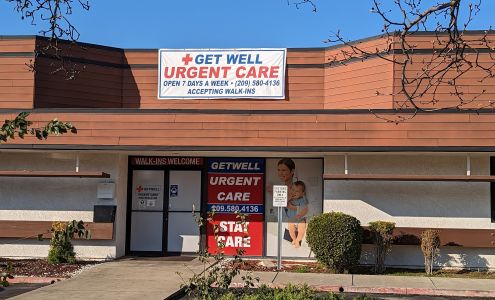 GET WELL
URGENT CARE
OPEN 7 DAYS A WEEK • (209) 580-4136
ACCEPTING WALK-INS
WALK-INS WELCOME
GETWELL
URGENT
CARE
209.580.4136
STAT
CARE